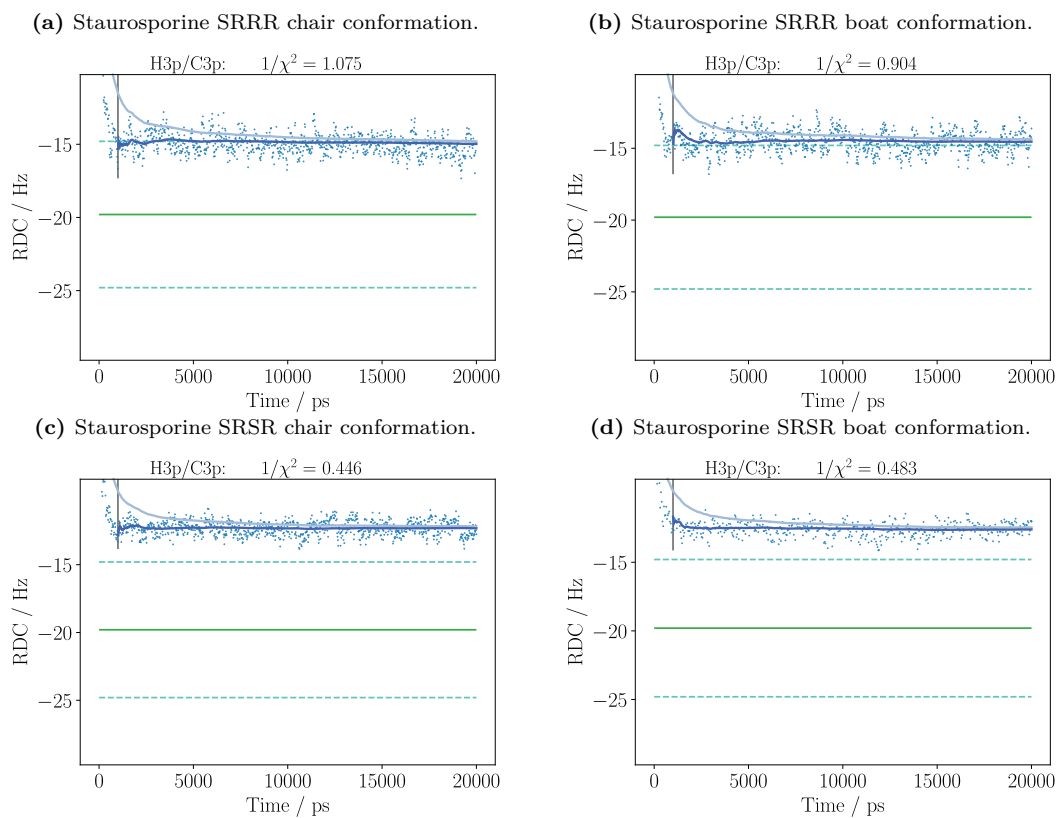 (a) Staurosporine SRRR chair conformation.
H3p/C3p: 1/χ² = 1.075
−15
−20
−25
RDC / Hz
0 5000 10000 15000 20000
Time / ps
(b) Staurosporine SRRR boat conformation.
H3p/C3p: 1/χ² = 0.904
−15
−20
−25
RDC / Hz
0 5000 10000 15000 20000
Time / ps
(c) Staurosporine SRSR chair conformation.
H3p/C3p: 1/χ² = 0.446
−15
−20
−25
RDC / Hz
0 5000 10000 15000 20000
Time / ps
(d) Staurosporine SRSR boat conformation.
H3p/C3p: 1/χ² = 0.483
−15
−20
−25
RDC / Hz
0 5000 10000 15000 20000
Time / ps